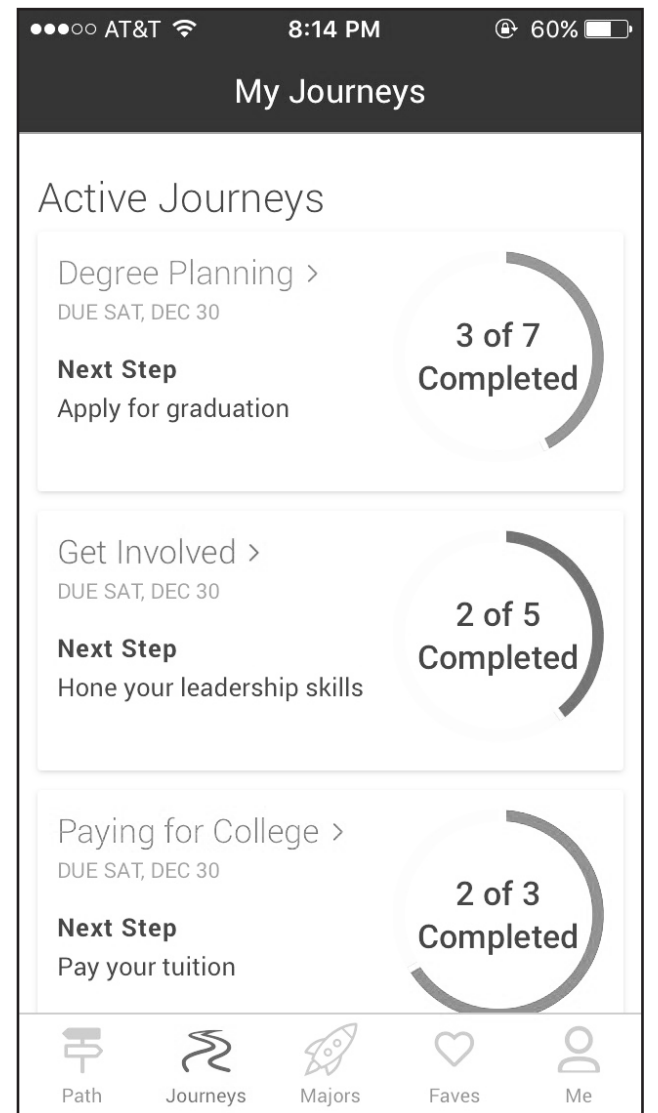 AT&T 8:14 PM 60%
My Journeys
Active Journeys
Degree Planning >
DUE SAT, DEC 30
Next Step
Apply for graduation
3 of 7
Completed
Get Involved >
DUE SAT, DEC 30
Next Step
Hone your leadership skills
2 of 5
Completed
Paying for College >
DUE SAT, DEC 30
Next Step
Pay your tuition
2 of 3
Completed
Path Journeys Majors Faves Me